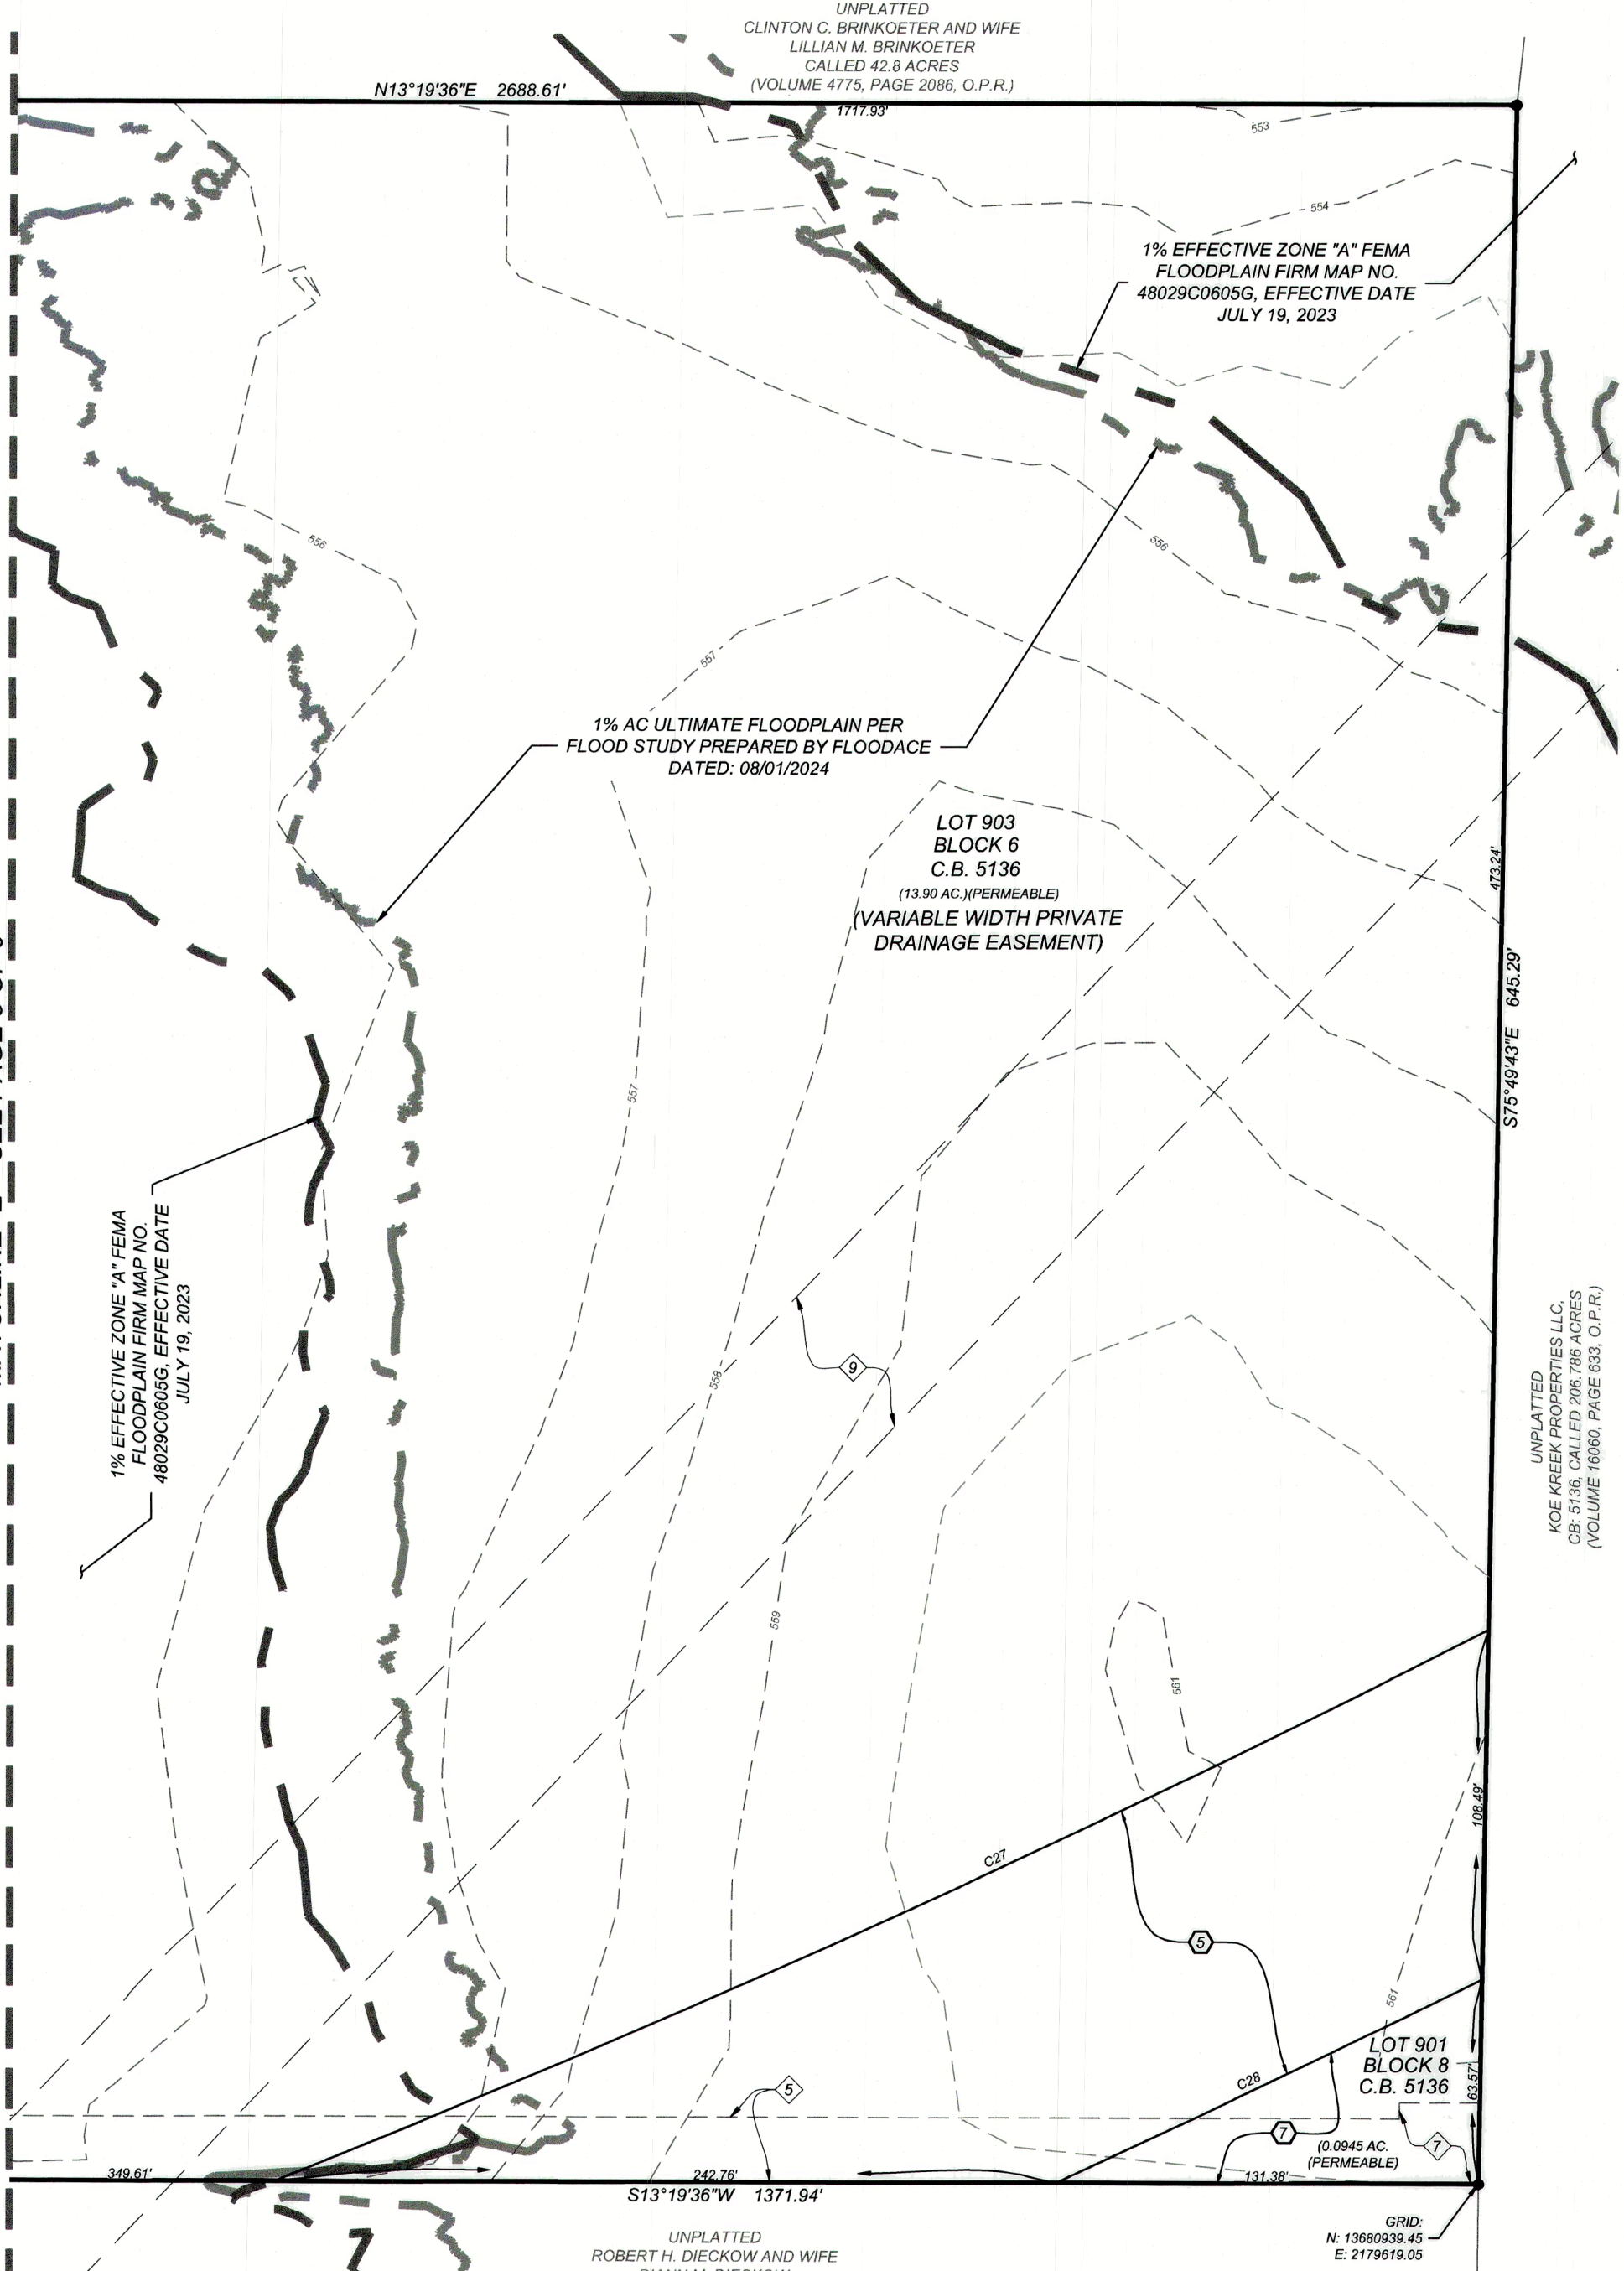 UNPLATTED
CLINTON C. BRINKOETER AND WIFE
LILLIAN M. BRINKOETER
CALLED 42.8 ACRES
(VOLUME 4775, PAGE 2086, O.P.R.)
N13°19'36"E 2688.61'
1717.93'
553
554
1% EFFECTIVE ZONE "A" FEMA
FLOODPLAIN FIRM MAP NO.
48029C0605G, EFFECTIVE DATE
JULY 19, 2023
556
556
557
1% AC ULTIMATE FLOODPLAIN PER
FLOOD STUDY PREPARED BY FLOODACE
DATED: 08/01/2024
LOT 903
BLOCK 6
C.B. 5136
(13.90 AC.)(PERMEABLE)
(VARIABLE WIDTH PRIVATE
DRAINAGE EASEMENT)
473.24'
S75°49'43"E 645.29'
557
1% EFFECTIVE ZONE "A" FEMA
FLOODPLAIN FIRM MAP NO.
48029C0605G, EFFECTIVE DATE
JULY 19, 2023
9
558
UNPLATTED
KOE KREEK PROPERTIES LLC,
CB: 5136, CALLED 206.786 ACRES
(VOLUME 16060, PAGE 633, O.P.R.)
559
561
108.49'
C27
5
561
LOT 901
BLOCK 8
C.B. 5136
63.57'
C28
5
7
7
(0.0945 AC.
(PERMEABLE)
349.61'
242.76'
131.38'
S13°19'36"W 1371.94'
GRID:
N: 13680939.45
E: 2179619.05
UNPLATTED
ROBERT H. DIECKOW AND WIFE